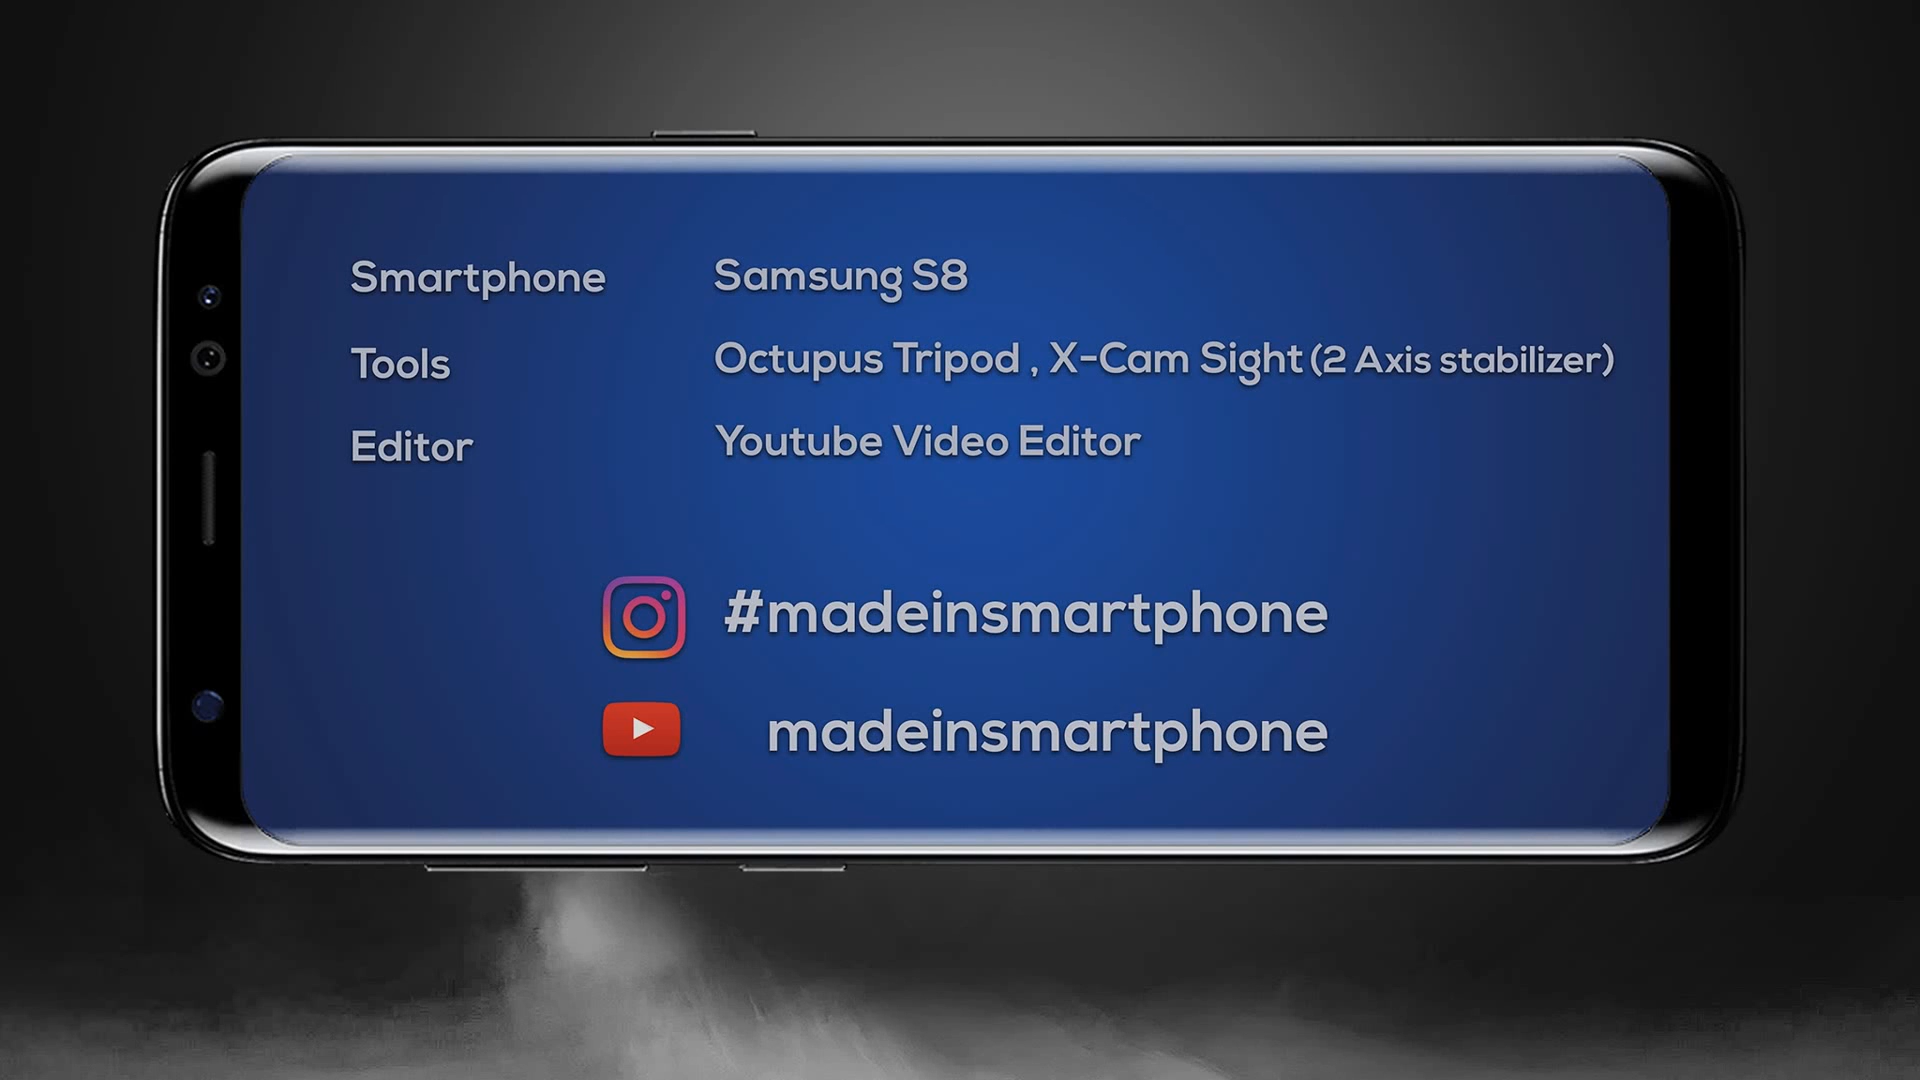 Smartphone Samsung S8
Tools Octupus Tripod , X-Cam Sight (2 Axis stabilizer)
Editor Youtube Video Editor
#madeinsmartphone
madeinsmartphone